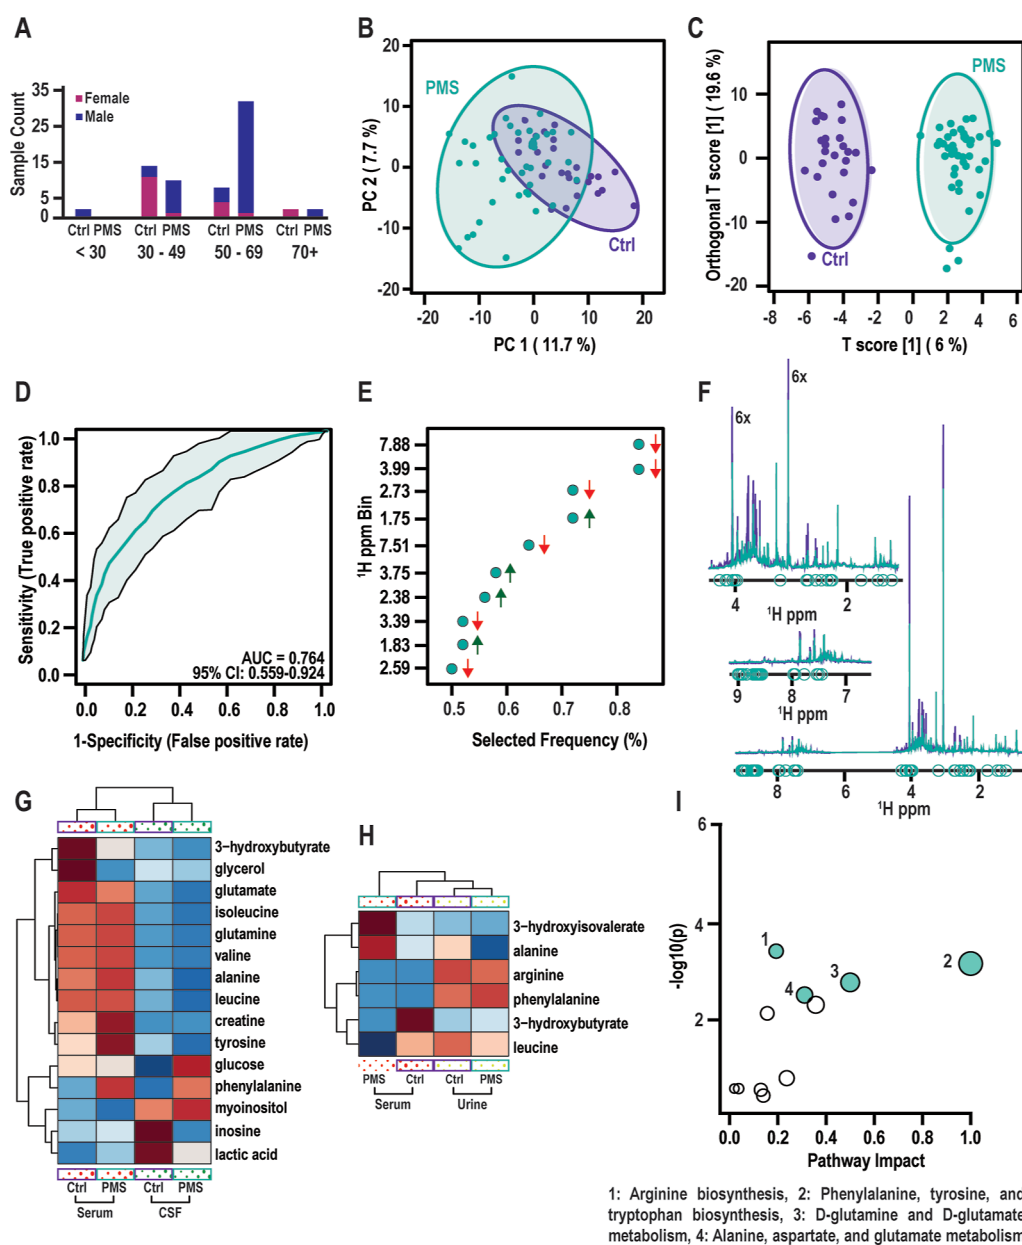 A
Sample Count
35
25
15
5
0
Female
Male
Ctrl PMS Ctrl PMS Ctrl PMS Ctrl PMS
< 30 30 - 49 50 - 69 70+
B
PC 2 ( 7.7 %)
20
10
0
-10
-20
PMS
Ctrl
-20 -10 0 10 20
PC 1 ( 11.7 %)
C
Orthogonal T score [1] ( 19.6 %)
10
0
-10
-20
PMS
Ctrl
-8 -6 -4 -2 0 2 4 6
T score [1] ( 6 %)
D
Sensitivity (True positive rate)
1.0
0.8
0.6
0.4
0.2
0.0
AUC = 0.764
95% CI: 0.559-0.924
0.0 0.2 0.4 0.6 0.8 1.0
1-Specificity (False positive rate)
E
1H ppm Bin
7.88
3.99
2.73
1.75
7.51
3.75
2.38
3.39
1.83
2.59
0.5 0.6 0.7 0.8
Selected Frequency (%)
F
6x
6x
4 2
1H ppm
9 8 7
1H ppm
8 6 4 2
1H ppm
G
3−hydroxybutyrate
glycerol
glutamate
isoleucine
glutamine
valine
alanine
leucine
creatine
tyrosine
glucose
phenylalanine
myoinositol
inosine
lactic acid
Ctrl PMS Ctrl PMS
Serum CSF
H
3−hydroxyisovalerate
alanine
arginine
phenylalanine
3−hydroxybutyrate
leucine
PMS Ctrl Ctrl PMS
Serum Urine
I
-log10(p)
6
4
2
1
2
3
4
0.0 0.2 0.4 0.6 0.8 1.0
Pathway Impact
1: Arginine biosynthesis, 2: Phenylalanine, tyrosine, and
tryptophan biosynthesis, 3: D-glutamine and D-glutamate
metabolism, 4: Alanine, aspartate, and glutamate metabolism